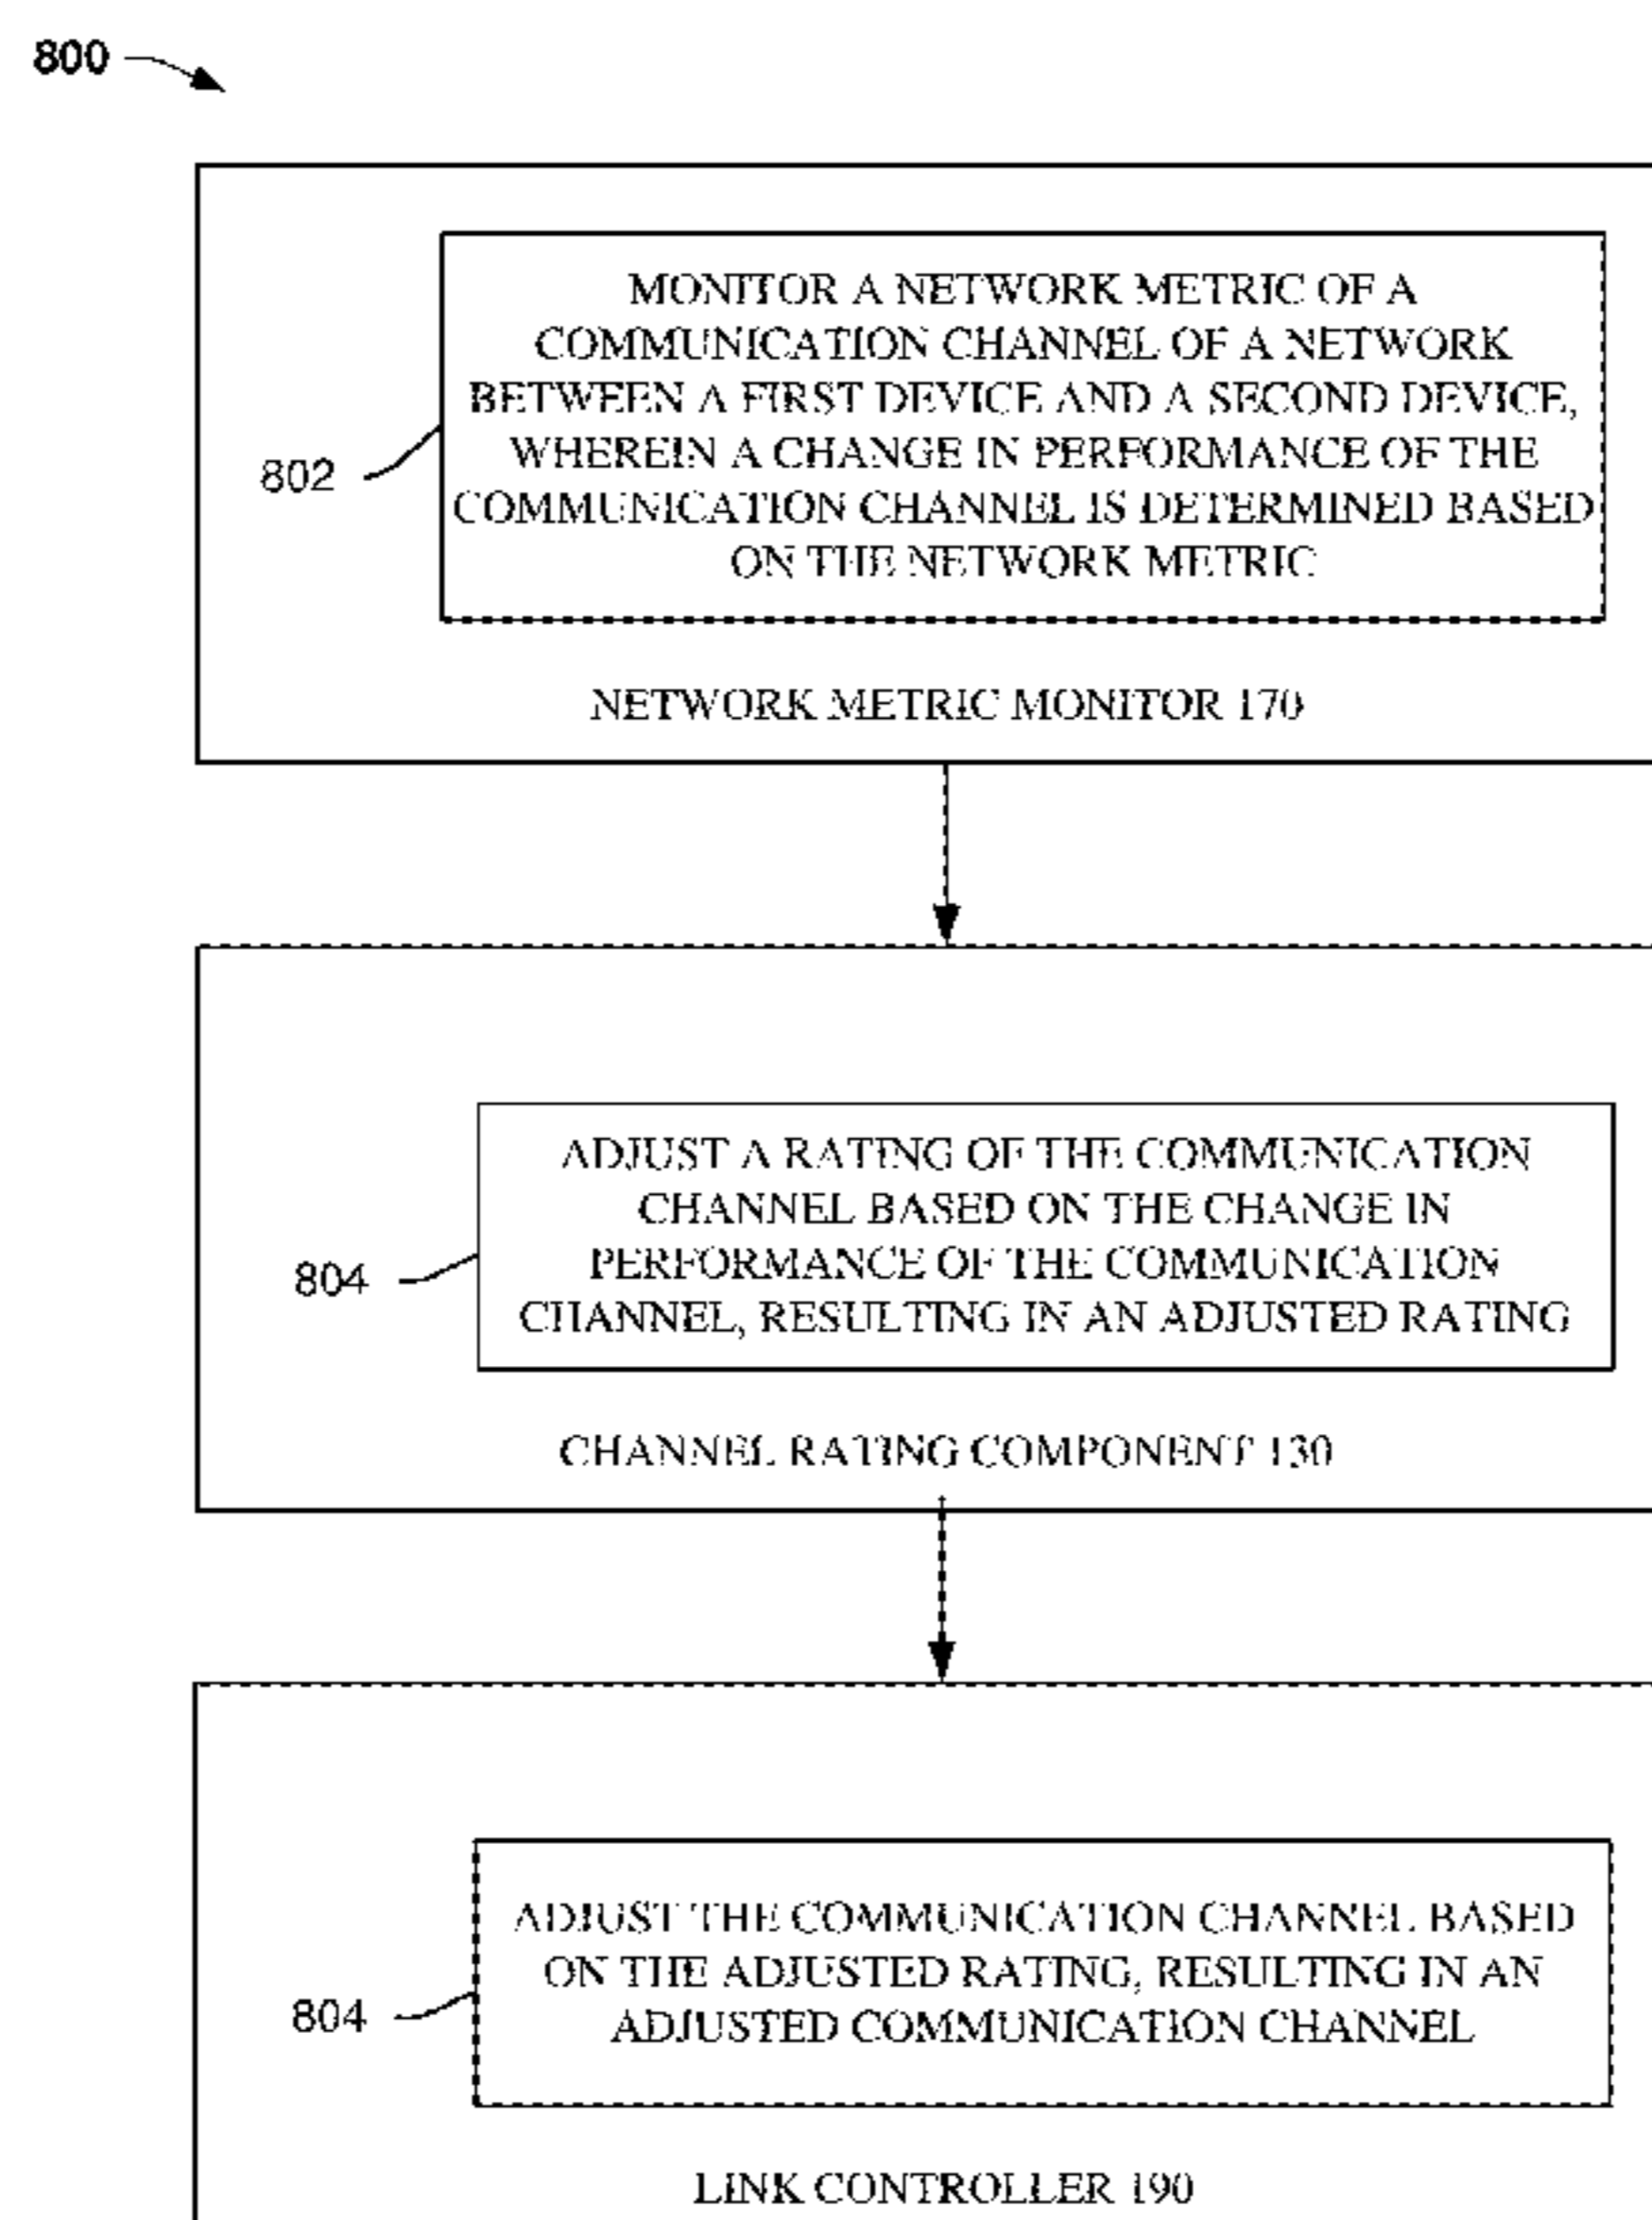 800
MONITOR A NETWORK METRIC OF A
COMMUNICATION CHANNEL OF A NETWORK
BETWEEN A FIRST DEVICE AND A SECOND DEVICE,
WHEREIN A CHANGE IN PERFORMANCE OF THE
COMMUNICATION CHANNEL IS DETERMINED BASED
ON THE NETWORK METRIC
802
NETWORK METRIC MONITOR 170
ADJUST A RATING OF THE COMMUNICATION
CHANNEL BASED ON THE CHANGE IN
PERFORMANCE OF THE COMMUNICATION
CHANNEL, RESULTING IN AN ADJUSTED RATING
804
CHANNEL RATING COMPONENT 130
ADJUST THE COMMUNICATION CHANNEL BASED
ON THE ADJUSTED RATING, RESULTING IN AN
ADJUSTED COMMUNICATION CHANNEL
804
LINK CONTROLLER 190